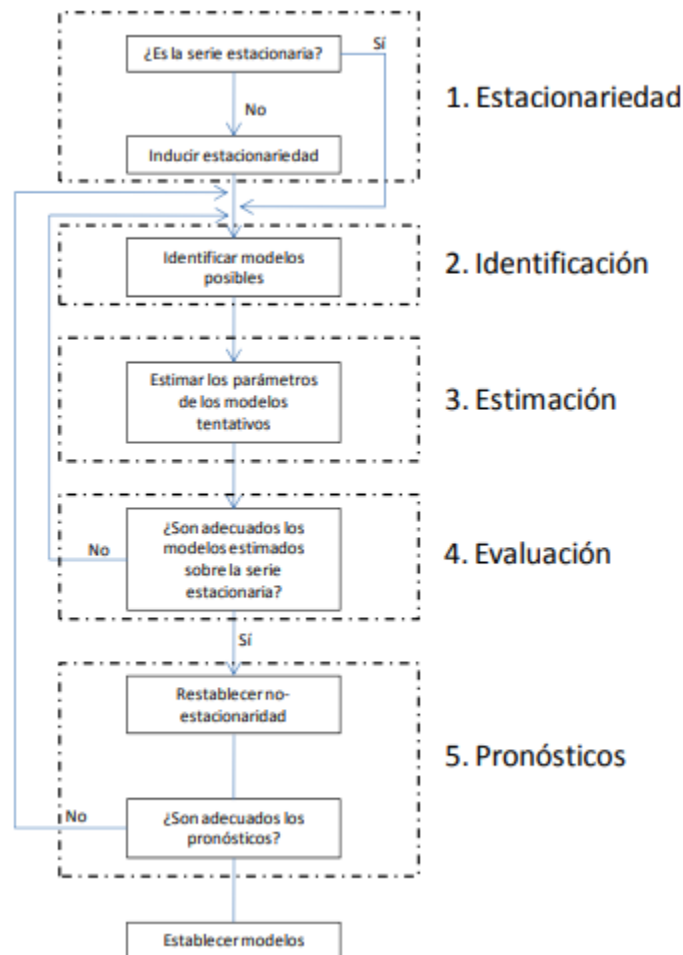 ¿Es la serie estacionaria?
Sí
No
Inducir estacionariedad
1. Estacionariedad
Identificar modelos
posibles
2. Identificación
Estimar los parámetros
de los modelos
tentativos
3. Estimación
¿Son adecuados los
modelos estimados
sobre la serie
estacionaria?
No
4. Evaluación
Sí
Restablecer no-
estacionaridad
5. Pronósticos
No
¿Son adecuados los
pronósticos?
Establecer modelos